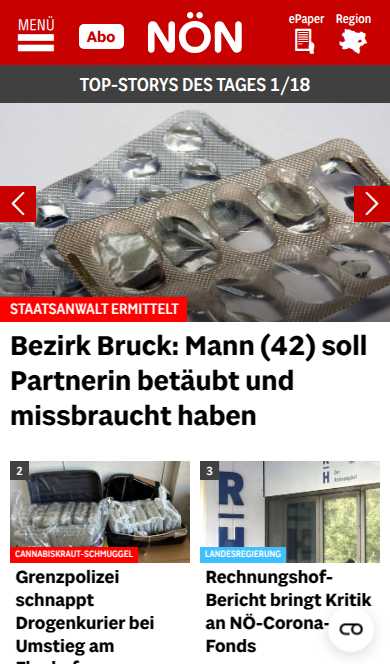 MENÜ
Abo
NÖN
ePaper
Region
TOP-STORYS DES TAGES 1/18
STAATSANWALT ERMITTELT
Bezirk Bruck: Mann (42) soll
Partnerin betäubt und
missbraucht haben
2
CANNABISKRAUT-SCHMUGGEL
Grenzpolizei
schnappt
Drogenkurier bei
Umstieg am
3
R
H
R
H
Der
Rechnungshof
LANDESREGIERUNG
Rechnungshof-
Bericht bringt Kritik
an NÖ-Corona-
Fonds